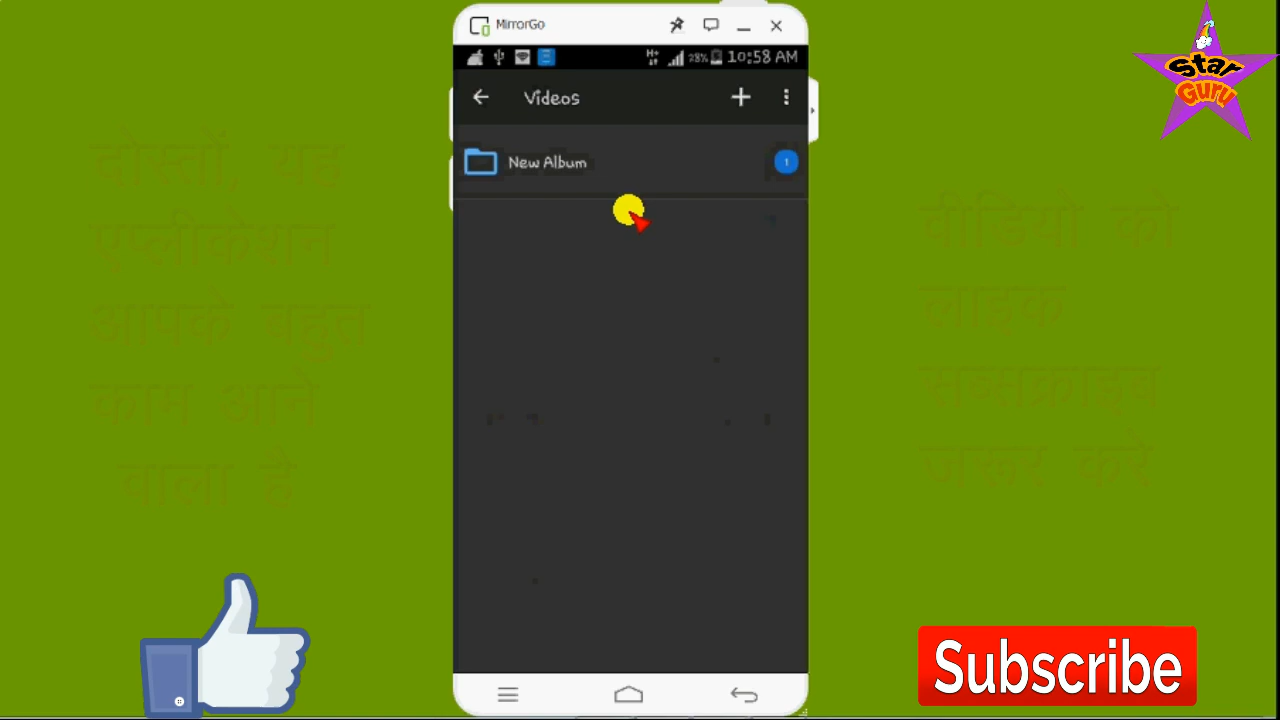 MirrorGo
H+ 28% 10:58 AM
Videos
New Album 1
Star
Guru
दोस्तों, यह
एप्लीकेशन
आपके बहुत
काम आने
वाला है
वीडियो को
लाइक
सब्सक्राइब
जरूर करे
Subscribe